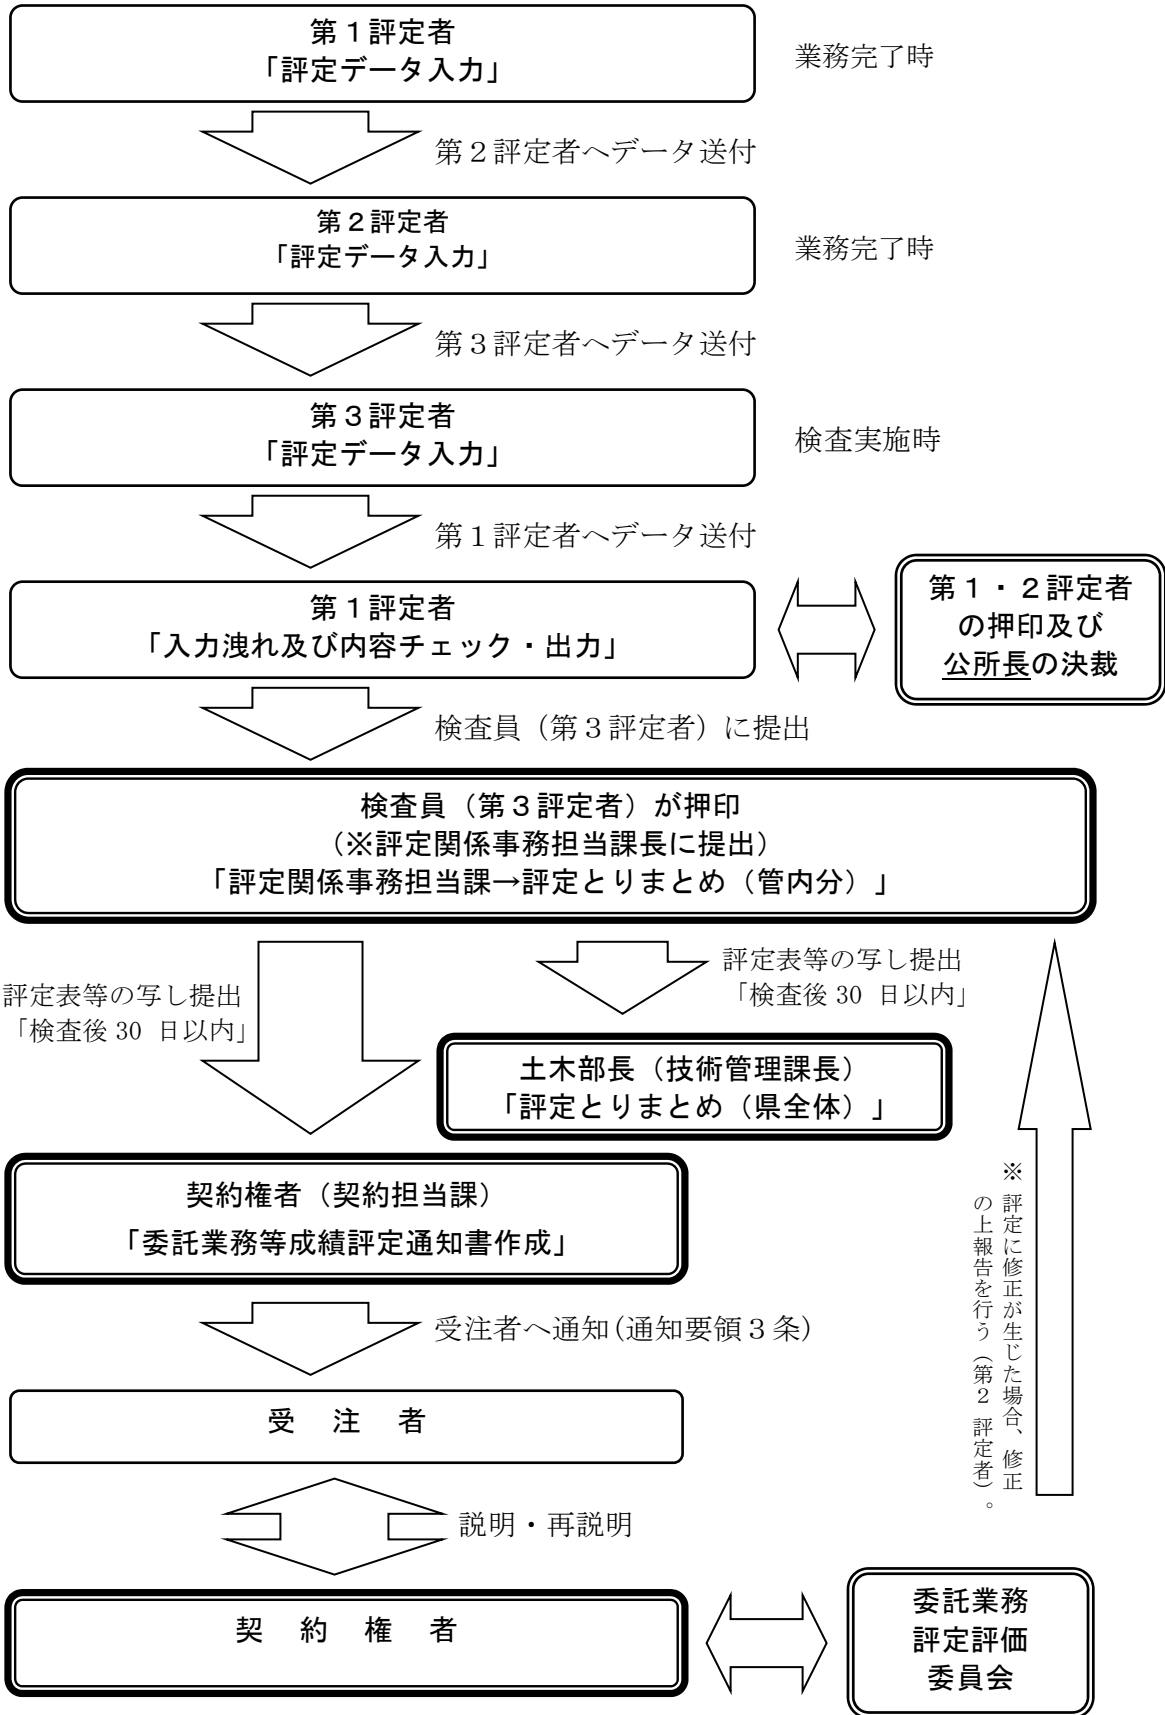 第１評定者
「評定データ入力」
業務完了時
第２評定者へデータ送付
第２評定者
「評定データ入力」
業務完了時
第３評定者へデータ送付
第３評定者
「評定データ入力」
検査実施時
第１評定者へデータ送付
第１評定者
「入力洩れ及び内容チェック・出力」
第１・２評定者
の押印及び
公所長の決裁
検査員（第３評定者）に提出
検査員（第３評定者）が押印
（※評定関係事務担当課長に提出）
「評定関係事務担当課→評定とりまとめ（管内分）」
評定表等の写し提出
「検査後 30 日以内」
評定表等の写し提出
「検査後 30 日以内」
土木部長（技術管理課長）
「評定とりまとめ（県全体）」
契約権者（契約担当課）
「委託業務等成績評定通知書作成」
※ 評定に修正が生じた場合、修正
の上報告を行う（第２ 評定者）。
受注者へ通知(通知要領３条)
受　注　者
説明・再説明
契　約　権　者
委託業務
評定評価
委員会